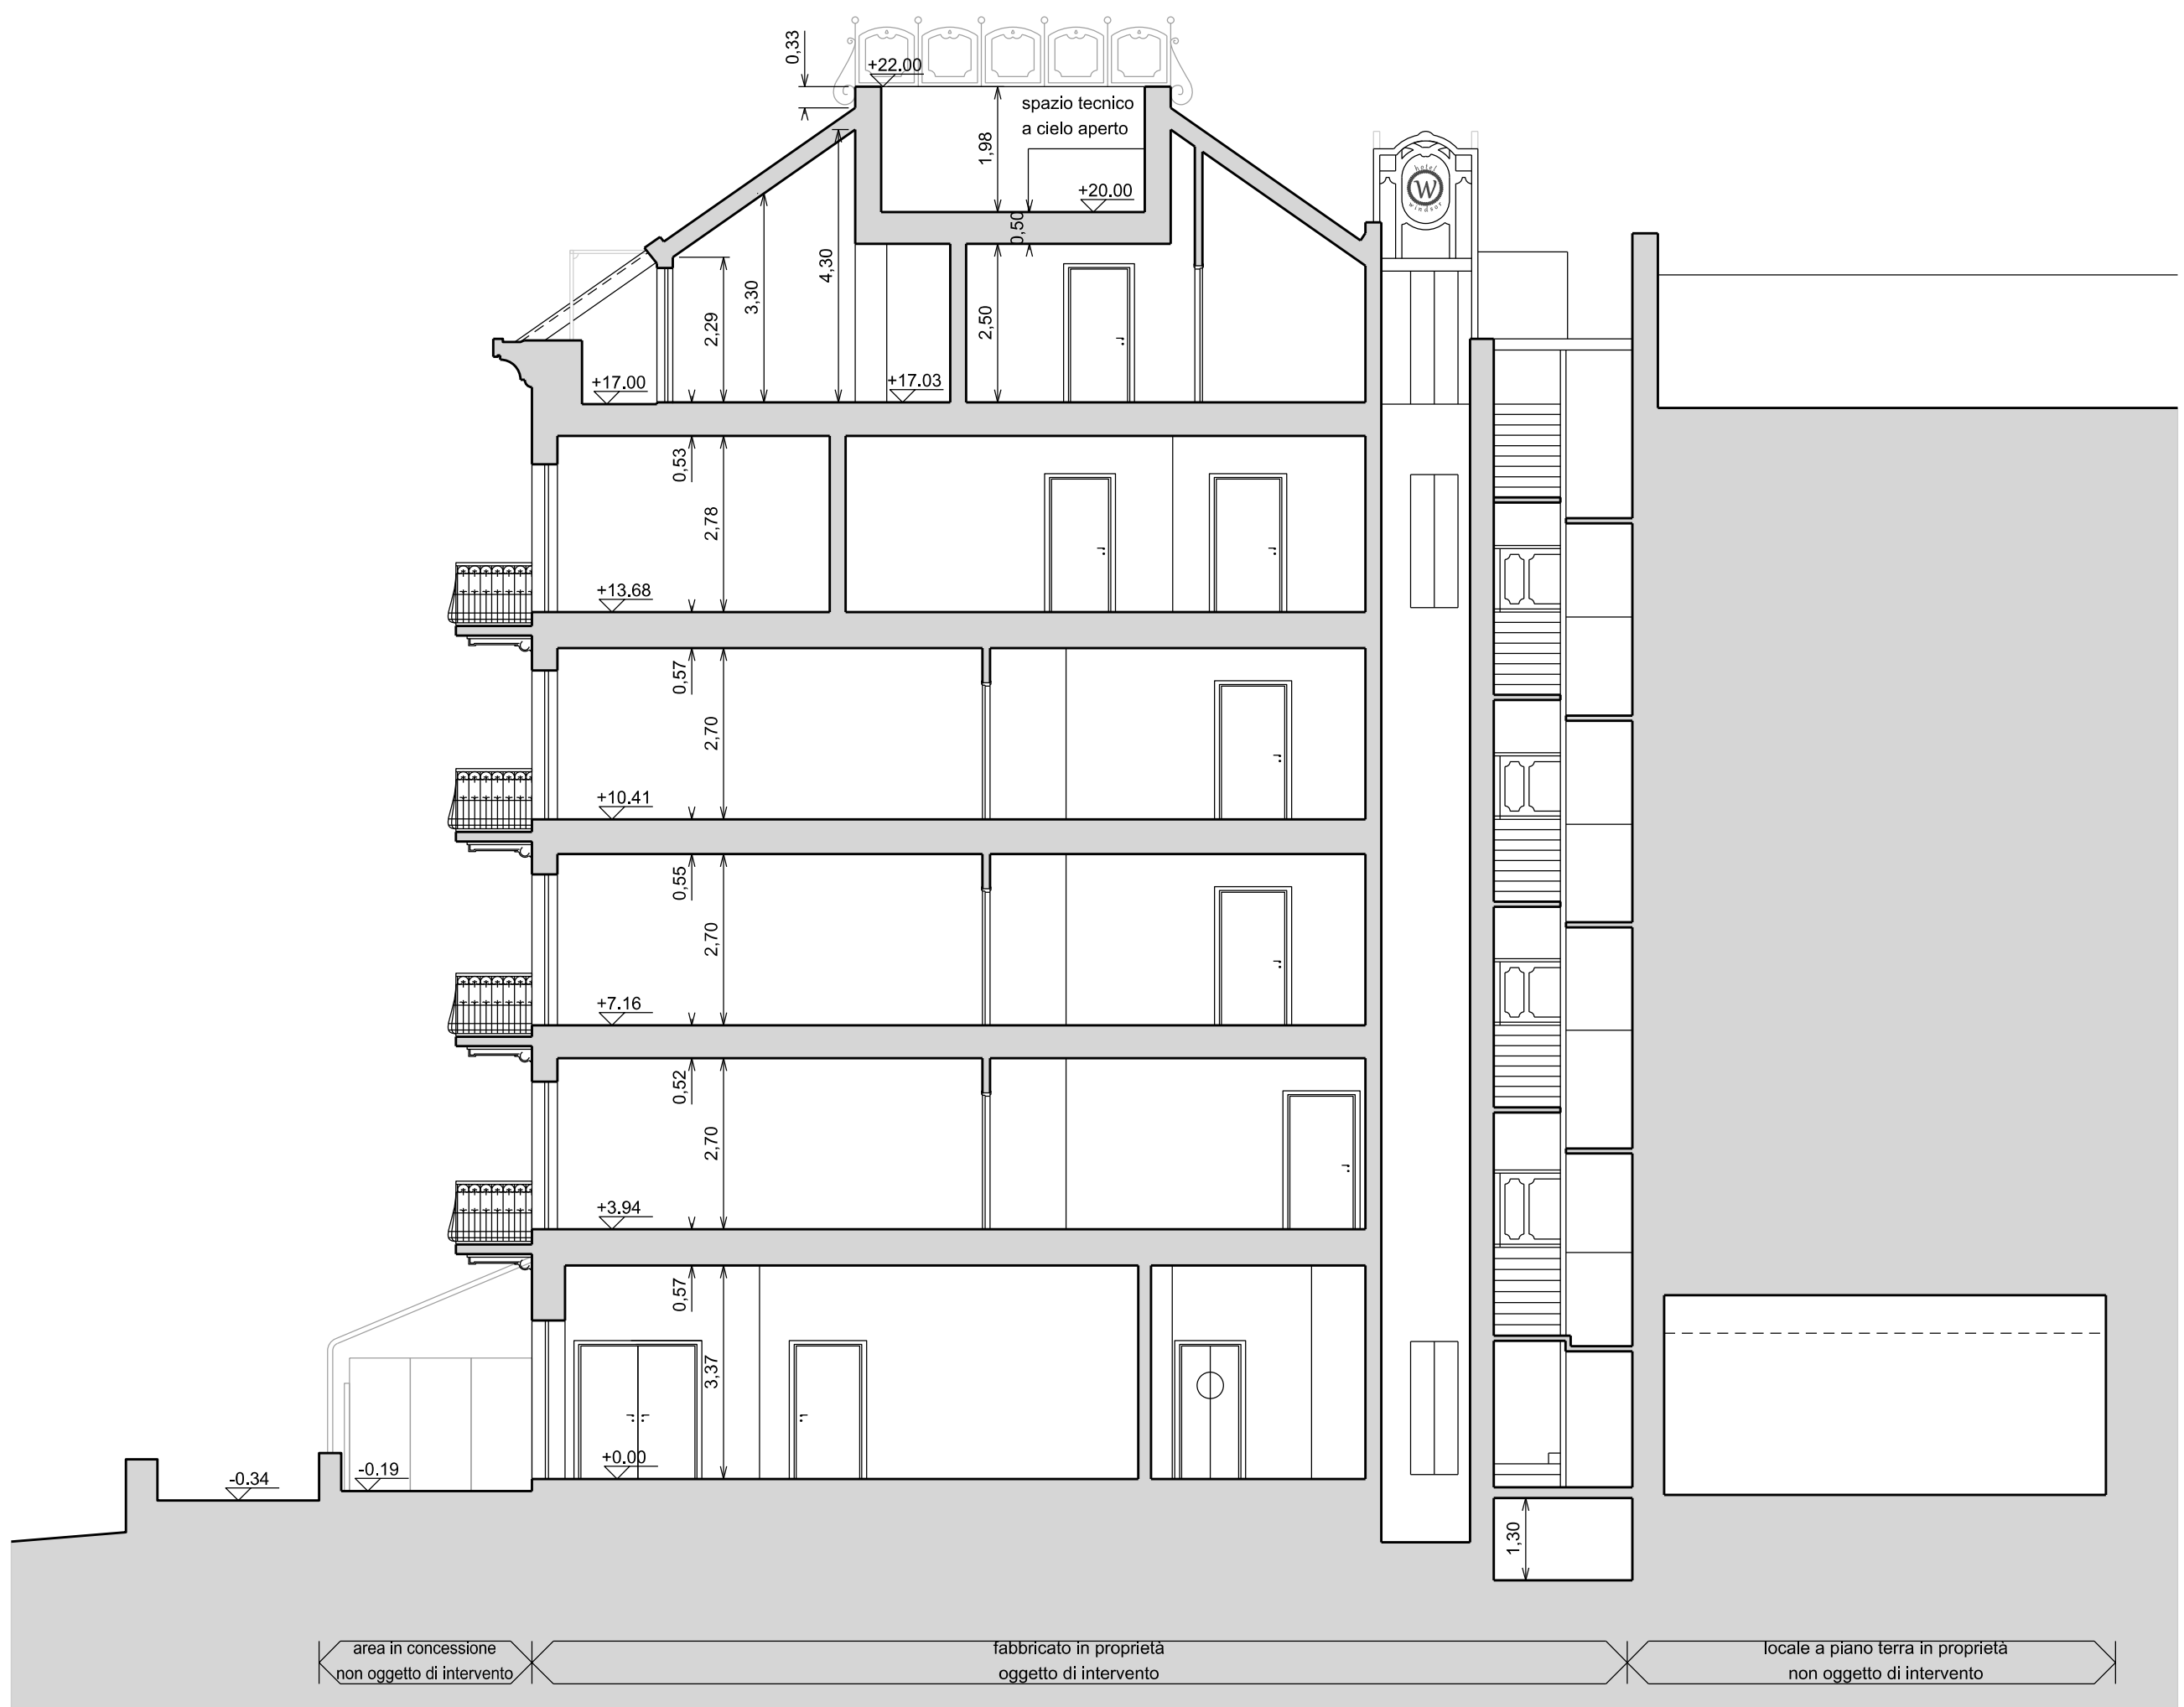 0,33
+22.00
spazio tecnico
a cielo aperto
1,98
+20.00
0,50
hotel
W
windsor
4,30
3,30
2,29
2,50
+17.00
+17.03
0,53
2,78
+13.68
0,57
2,70
+10.41
0,55
2,70
+7.16
0,52
2,70
+3.94
0,57
3,37
+0.00
-0.19
-0.34
1,30
area in concessione
non oggetto di intervento
fabbricato in proprietà
oggetto di intervento
locale a piano terra in proprietà
non oggetto di intervento